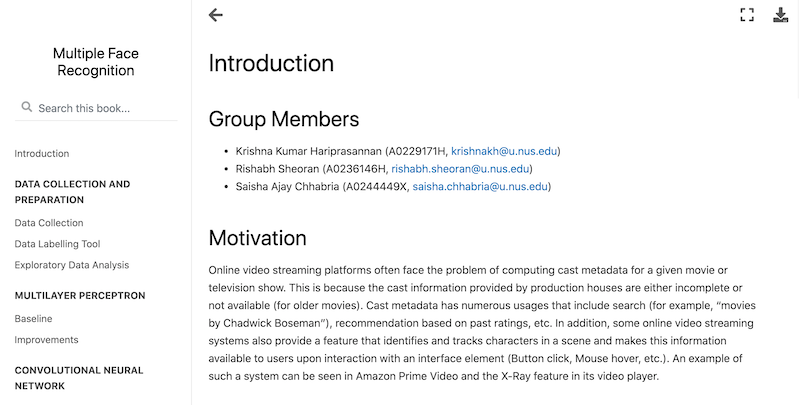 Multiple Face
Recognition
Search this book...
Introduction
DATA COLLECTION AND
PREPARATION
Data Collection
Data Labelling Tool
Exploratory Data Analysis
MULTILAYER PERCEPTRON
Baseline
Improvements
CONVOLUTIONAL NEURAL
NETWORK
Introduction
Group Members
• Krishna Kumar Hariprasannan (A0229171H, krishnakh@u.nus.edu)
• Rishabh Sheoran (A0236146H, rishabh.sheoran@u.nus.edu)
• Saisha Ajay Chhabria (A0244449X, saisha.chhabria@u.nus.edu)
Motivation
Online video streaming platforms often face the problem of computing cast metadata for a given movie or
television show. This is because the cast information provided by production houses are either incomplete or
not available (for older movies). Cast metadata has numerous usages that include search (for example, “movies
by Chadwick Boseman”), recommendation based on past ratings, etc. In addition, some online video streaming
systems also provide a feature that identifies and tracks characters in a scene and makes this information
available to users upon interaction with an interface element (Button click, Mouse hover, etc.). An example of
such a system can be seen in Amazon Prime Video and the X-Ray feature in its video player.